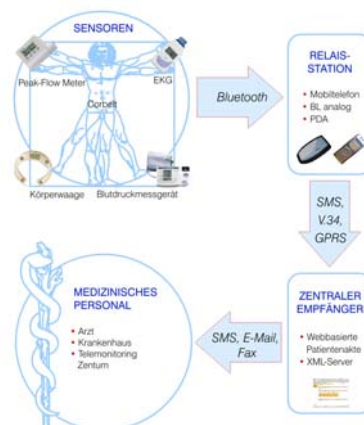 SENSOREN
Peak-Flow Meter
EKG
Corbelt
Körperwaage
Blutdruckmessgerät
Bluetooth
RELAIS-
STATION
• Mobiltelefon
• BL analog
• PDA
SMS,
V.34,
GPRS
ZENTRALER
EMPFÄNGER
• Webbasierte
Patientenakte
• XML-Server
SMS, E-Mail,
Fax
MEDIZINISCHES
PERSONAL
• Arzt
• Krankenhaus
• Telemonitoring
Zentum